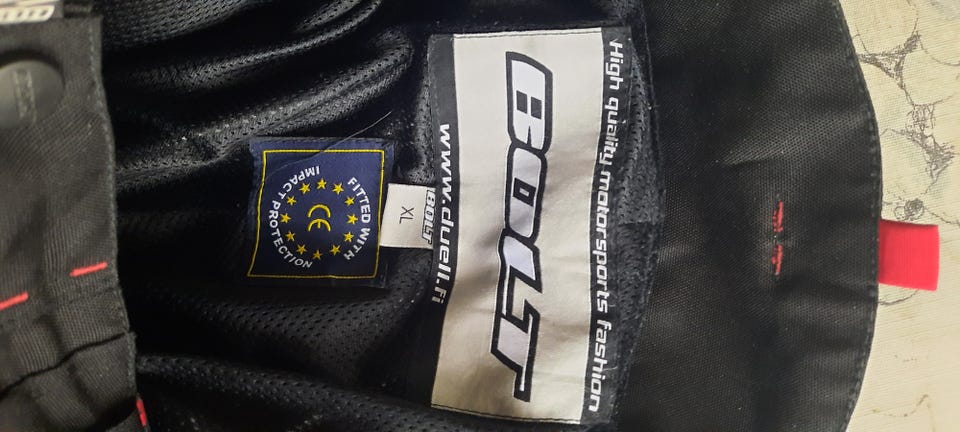 High quality motorsports fashion
BOLT
www.duell.fi
BOLT
XL
FITTED WITH
IMPACT PROTECTION
CE